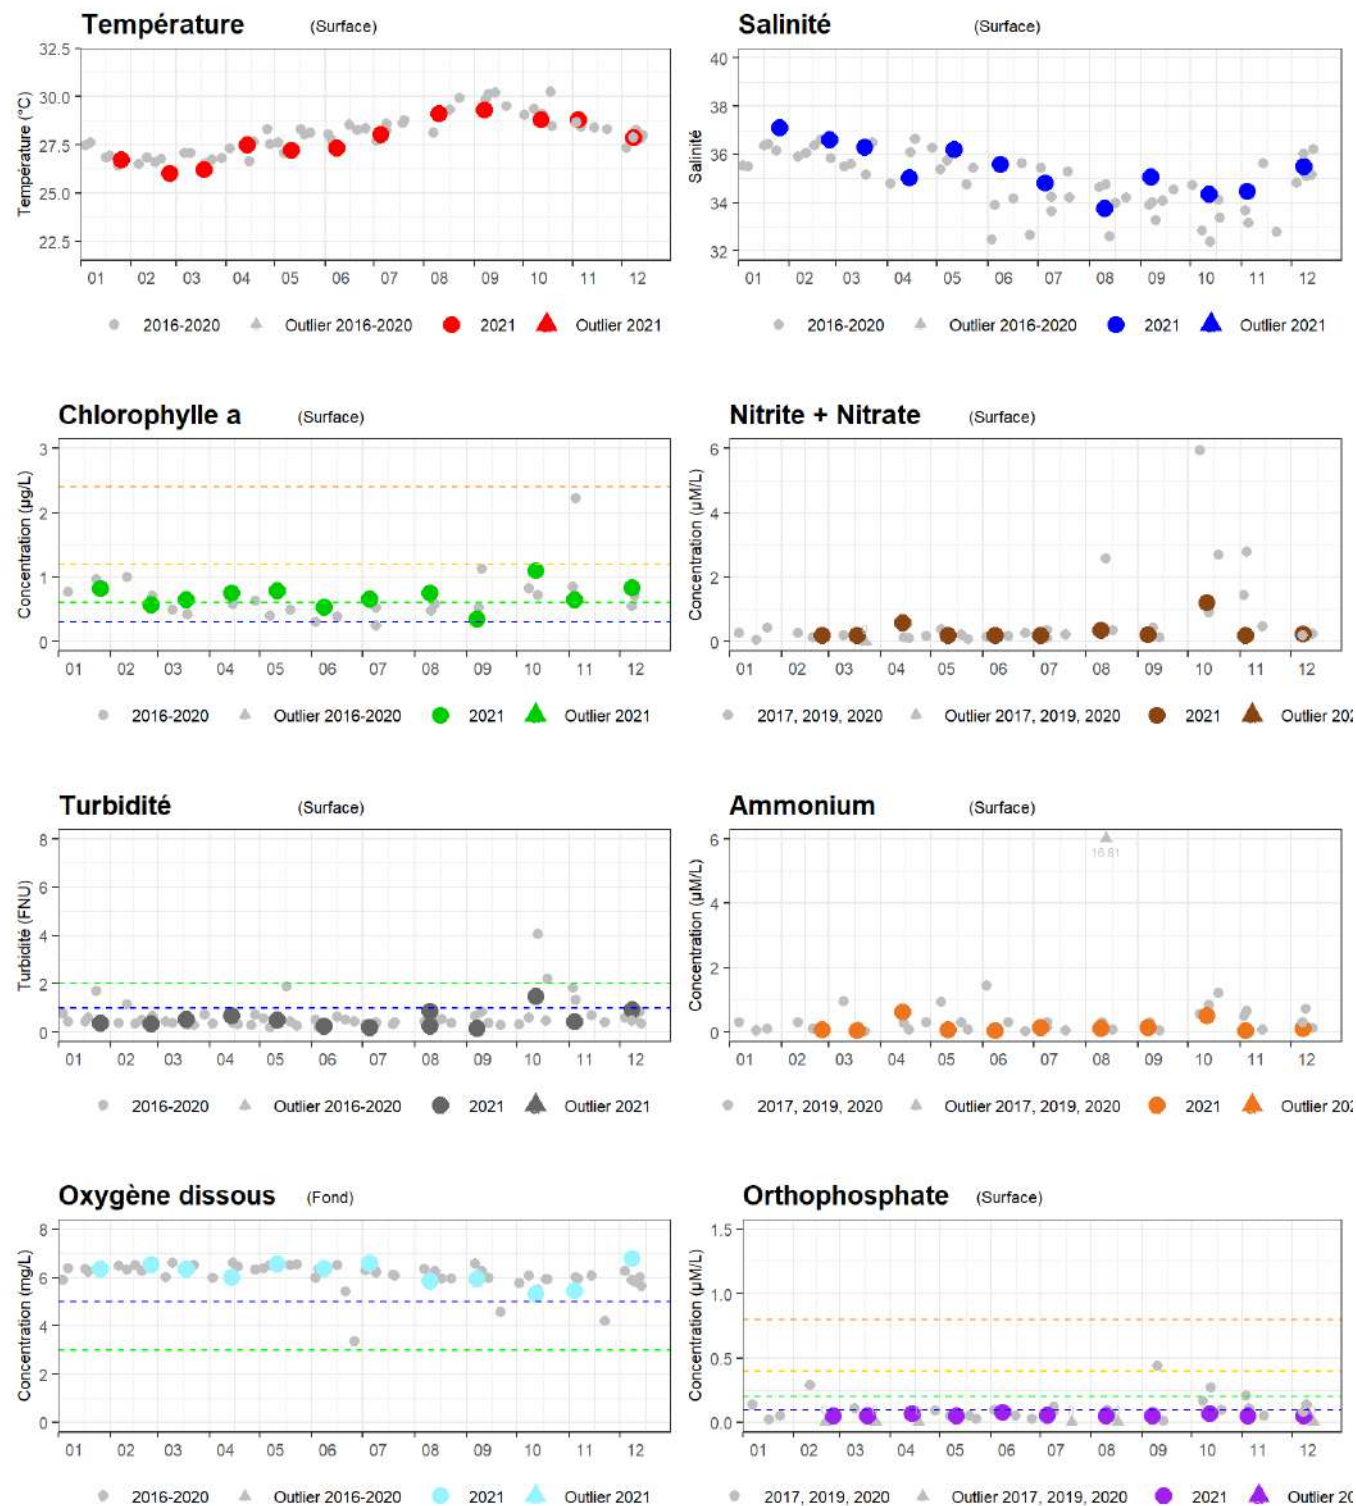 Température (Surface)
Température (°C)
32.5
30.0
27.5
25.0
22.5
01 02 03 04 05 06 07 08 09 10 11 12
2016-2020 Outlier 2016-2020 2021 Outlier 2021
Salinité (Surface)
Salinité
40
38
36
34
32
01 02 03 04 05 06 07 08 09 10 11 12
2016-2020 Outlier 2016-2020 2021 Outlier 2021
Chlorophylle a (Surface)
Concentration (µg/L)
3
2
1
0
01 02 03 04 05 06 07 08 09 10 11 12
2016-2020 Outlier 2016-2020 2021 Outlier 2021
Nitrite + Nitrate (Surface)
Concentration (µM/L)
6
4
2
0
01 02 03 04 05 06 07 08 09 10 11 12
2017, 2019, 2020 Outlier 2017, 2019, 2020 2021 Outlier 202
Turbidité (Surface)
Turbidité (FNU)
8
6
4
2
0
01 02 03 04 05 06 07 08 09 10 11 12
2016-2020 Outlier 2016-2020 2021 Outlier 2021
Ammonium (Surface)
Concentration (µM/L)
6
4
2
0
16.81
01 02 03 04 05 06 07 08 09 10 11 12
2017, 2019, 2020 Outlier 2017, 2019, 2020 2021 Outlier 202
Oxygène dissous (Fond)
Concentration (mg/L)
8
6
4
2
0
01 02 03 04 05 06 07 08 09 10 11 12
2016-2020 Outlier 2016-2020 2021 Outlier 2021
Orthophosphate (Surface)
Concentration (µM/L)
1.5
1.0
0.5
0.0
01 02 03 04 05 06 07 08 09 10 11 12
2017, 2019, 2020 Outlier 2017, 2019, 2020 2021 Outlier 20